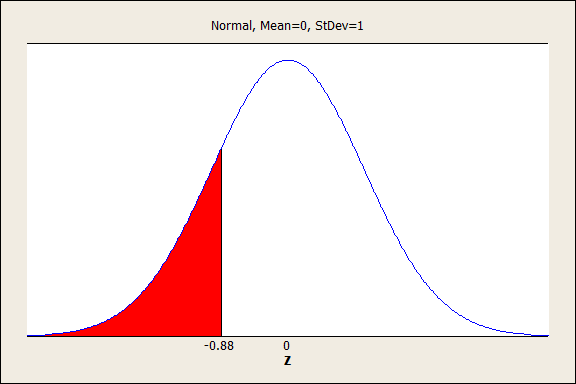 Normal, Mean=0, StDev=1
-0.88 0
z